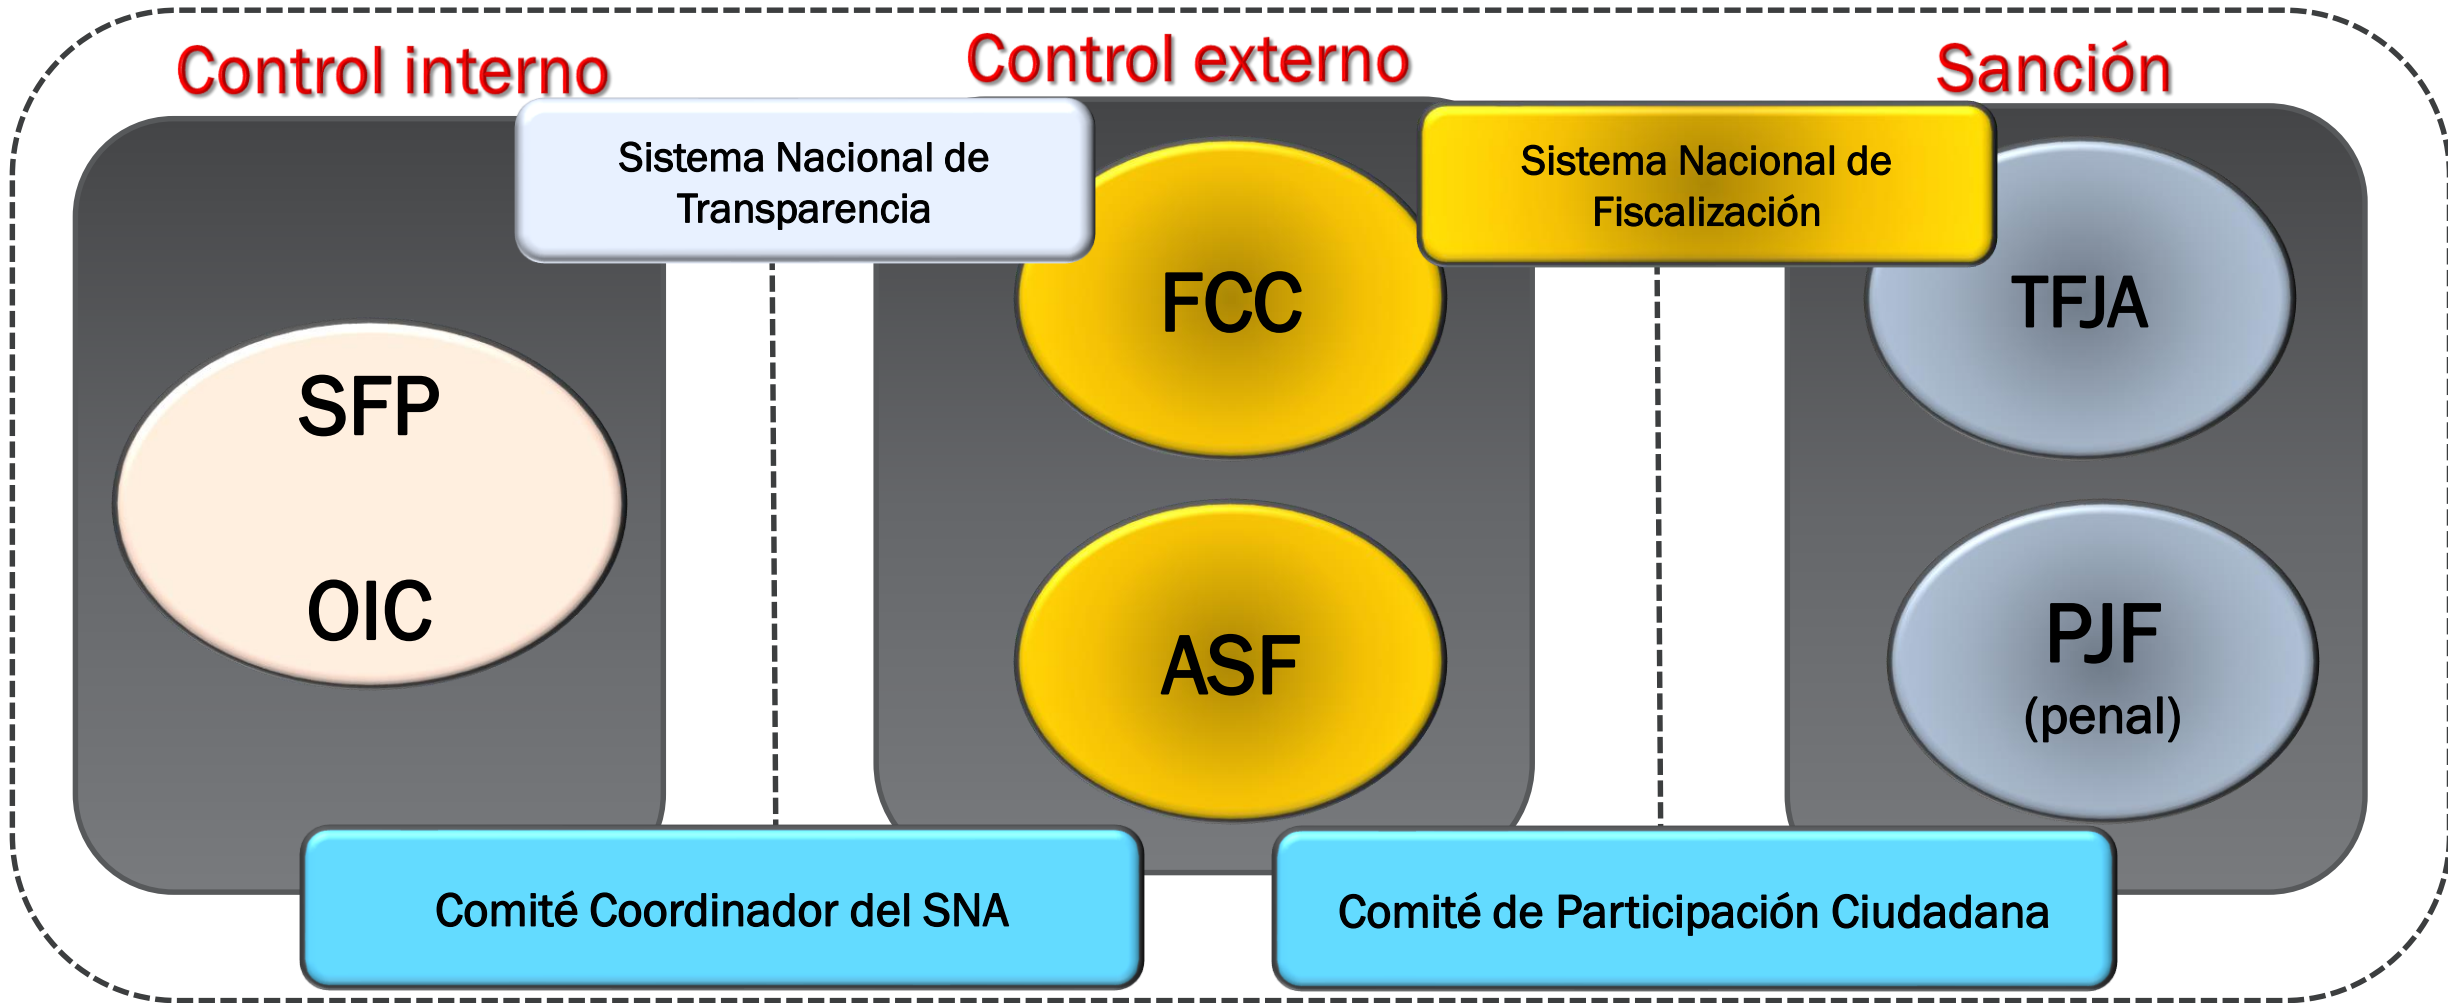 Control interno
Control externo
Sanción
Sistema Nacional de
Transparencia
Sistema Nacional de
Fiscalización
SFP
OIC
FCC
ASF
TFJA
PJF
(penal)
Comité Coordinador del SNA
Comité de Participación Ciudadana